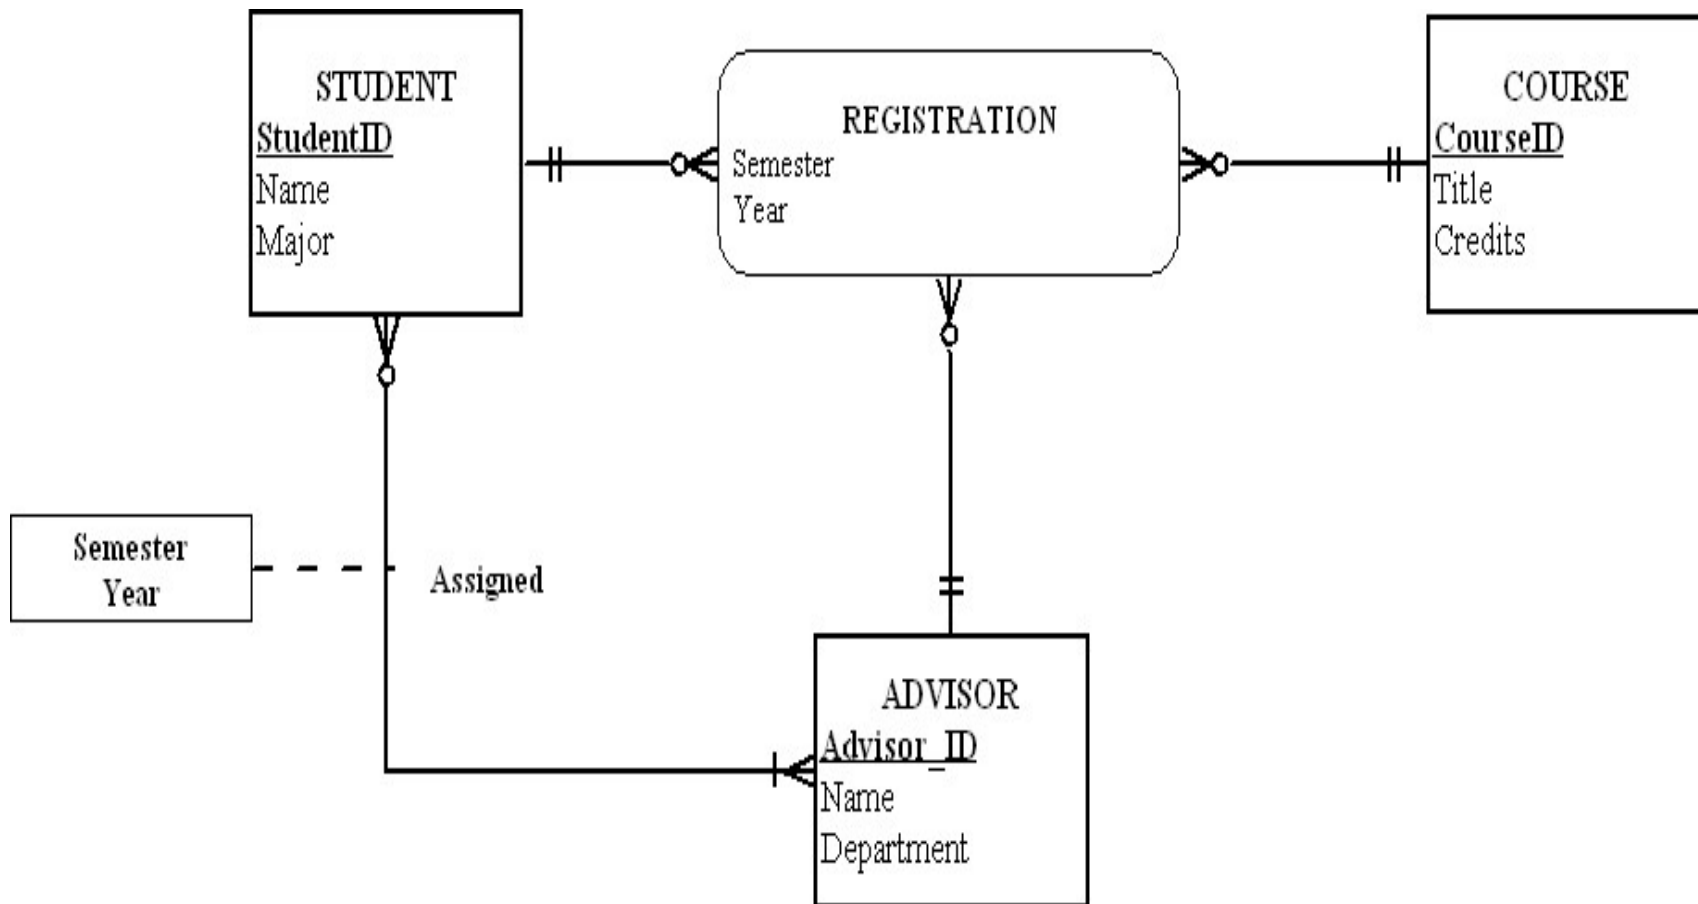 STUDENT
StudentID
Name
Major
REGISTRATION
Semester
Year
COURSE
CourseID
Title
Credits
Semester
Year
Assigned
ADVISOR
Advisor_ID
Name
Department